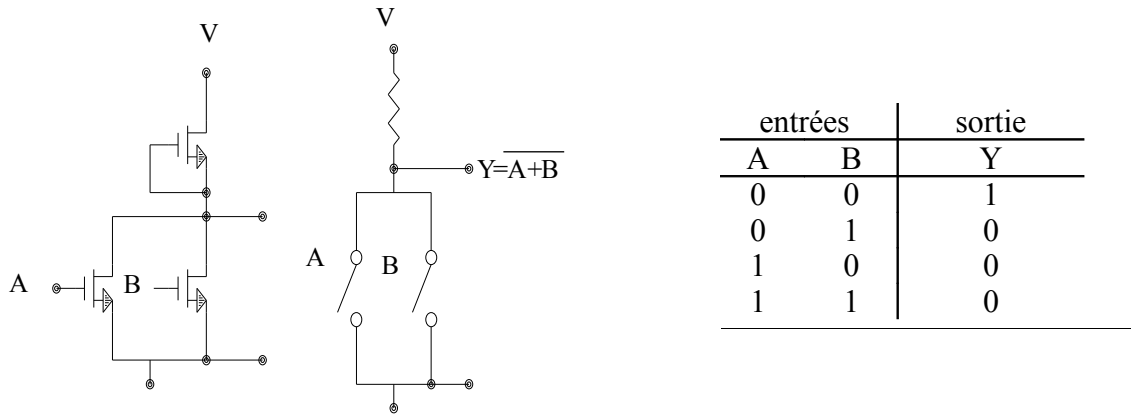 V
V
Y=A+B
A
B
A
B
entrées sortie
A B Y
0 0 1
0 1 0
1 0 0
1 1 0